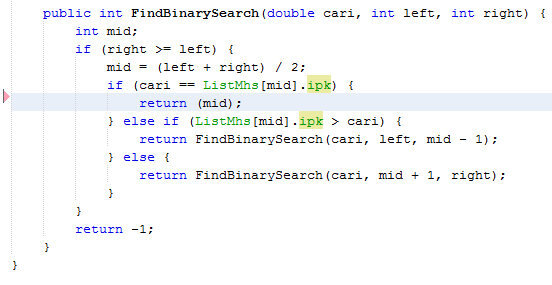 public int FindBinarySearch(double cari, int left, int right) {
int mid;
if (right >= left) {
mid = (left + right) / 2;
if (cari == ListMhs[mid].ipk) {
return (mid);
} else if (ListMhs[mid].ipk > cari) {
return FindBinarySearch(cari, left, mid - 1);
} else {
return FindBinarySearch(cari, mid + 1, right);
}
}
return -1;
}
}